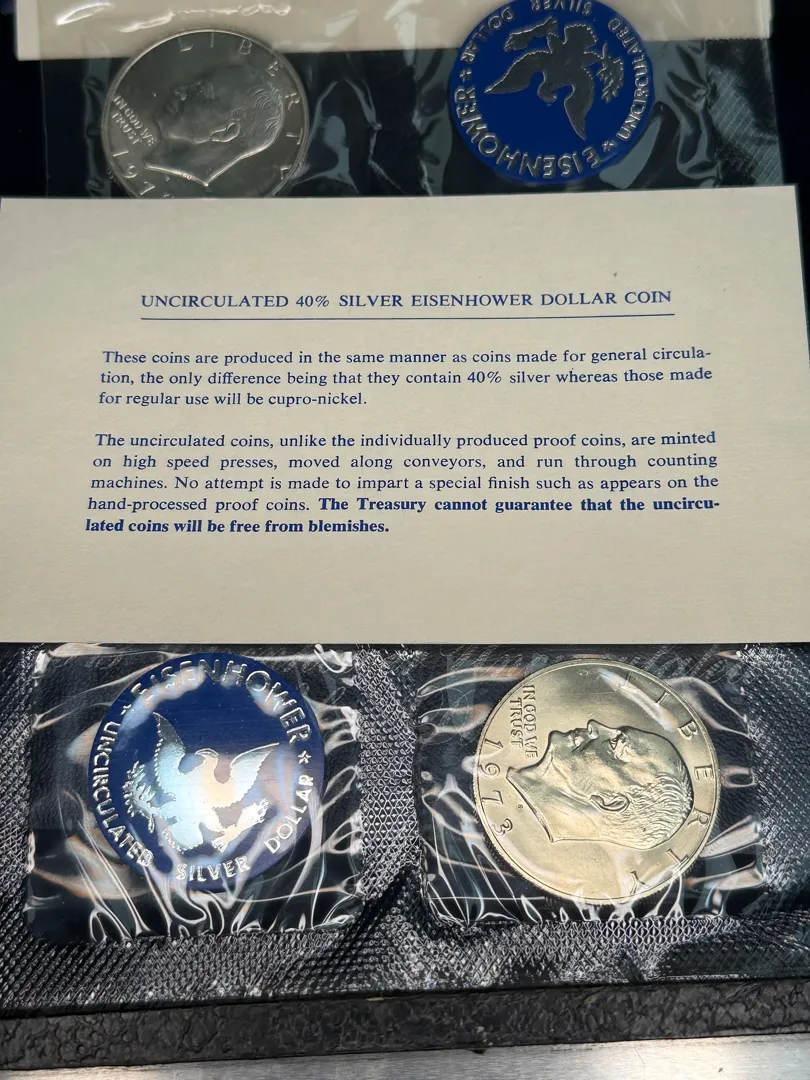 LIBERTY
IN GOD WE
TRUST
197
EISENHOWER
UNCIRCULATED
SILVER
DOLLAR
UNCIRCULATED 40% SILVER EISENHOWER DOLLAR COIN
These coins are produced in the same manner as coins made for general circula-
tion, the only difference being that they contain 40% silver whereas those made
for regular use will be cupro-nickel.
The uncirculated coins, unlike the individually produced proof coins, are minted
on high speed presses, moved along conveyors, and run through counting
machines. No attempt is made to impart a special finish such as appears on the
hand-processed proof coins. The Treasury cannot guarantee that the uncircu-
lated coins will be free from blemishes.
EISENHOWER
UNCIRCULATED
SILVER
DOLLAR
LIBERTY
IN GOD WE
TRUST
1973